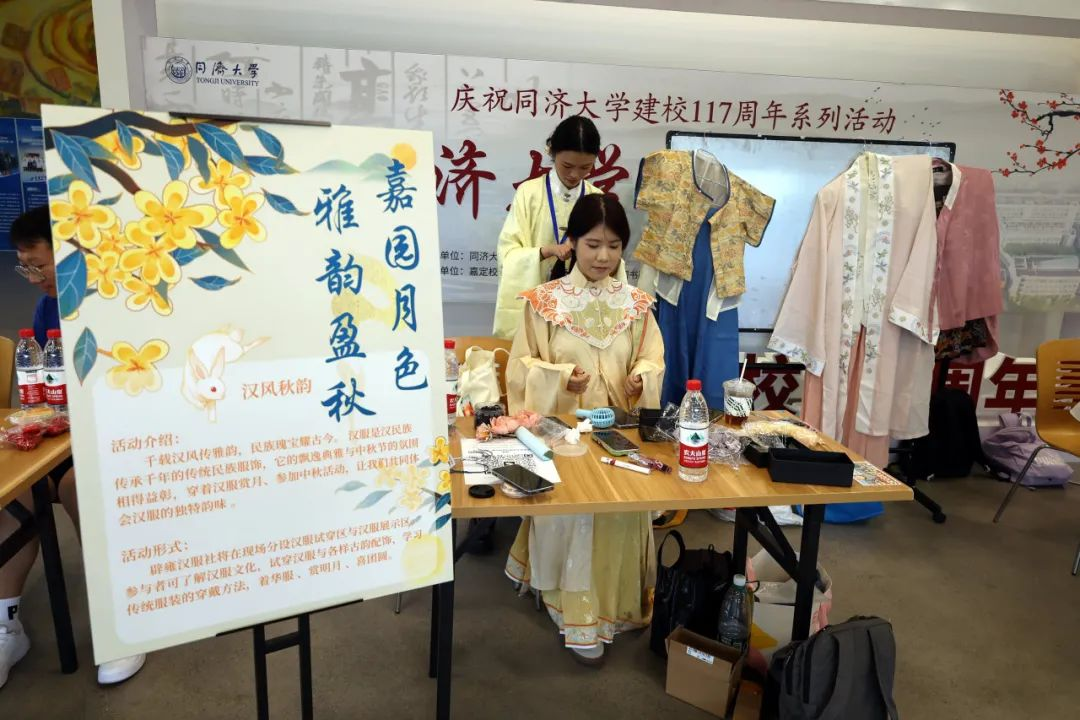 同济大学
TONGJI UNIVERSITY
庆祝同济大学建校117周年系列活动
济大学
单位：同济大
单位：嘉定校
周年
嘉园月色
雅韵盈秋
汉风秋韵
活动介绍：
千载汉风传雅韵，民族瑰宝耀古今。汉服是汉民族
传承千年的传统民族服饰，它的飘逸典雅与中秋节的氛围
相得益彰，穿着汉服赏月、参加中秋活动，让我们共同体
会汉服的独特韵味。
活动形式：
辟雍汉服社将在现场分设汉服试穿区与汉服展示区，
参与者可了解汉服文化，试穿汉服与各样古的配饰，学习
传统服装的穿戴方法，着华服、赏明月、喜团圆。
农夫山泉